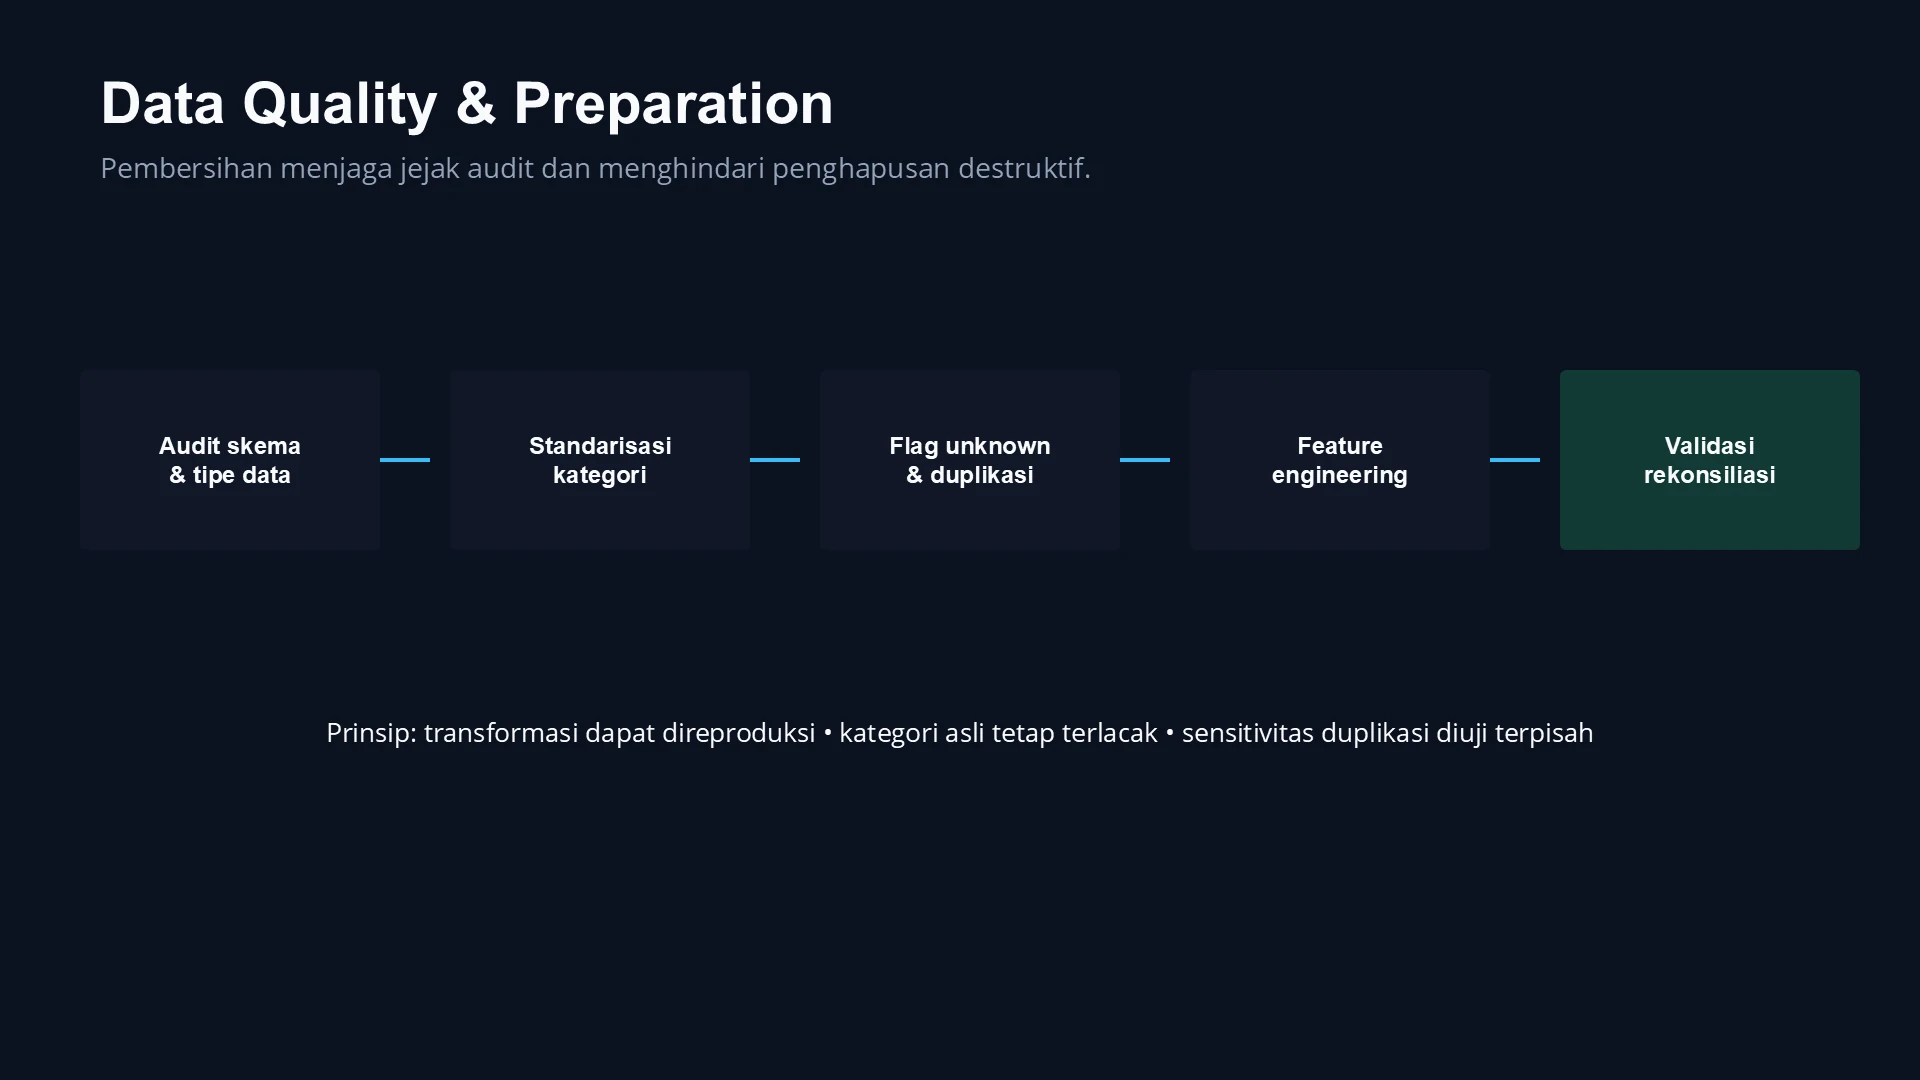 Data Quality & Preparation
Pembersihan menjaga jejak audit dan menghindari penghapusan destruktif.
Audit skema
& tipe data
Standarisasi
kategori
Flag unknown
& duplikasi
Feature
engineering
Validasi
rekonsiliasi
Prinsip: transformasi dapat direproduksi • kategori asli tetap terlacak • sensitivitas duplikasi diuji terpisah